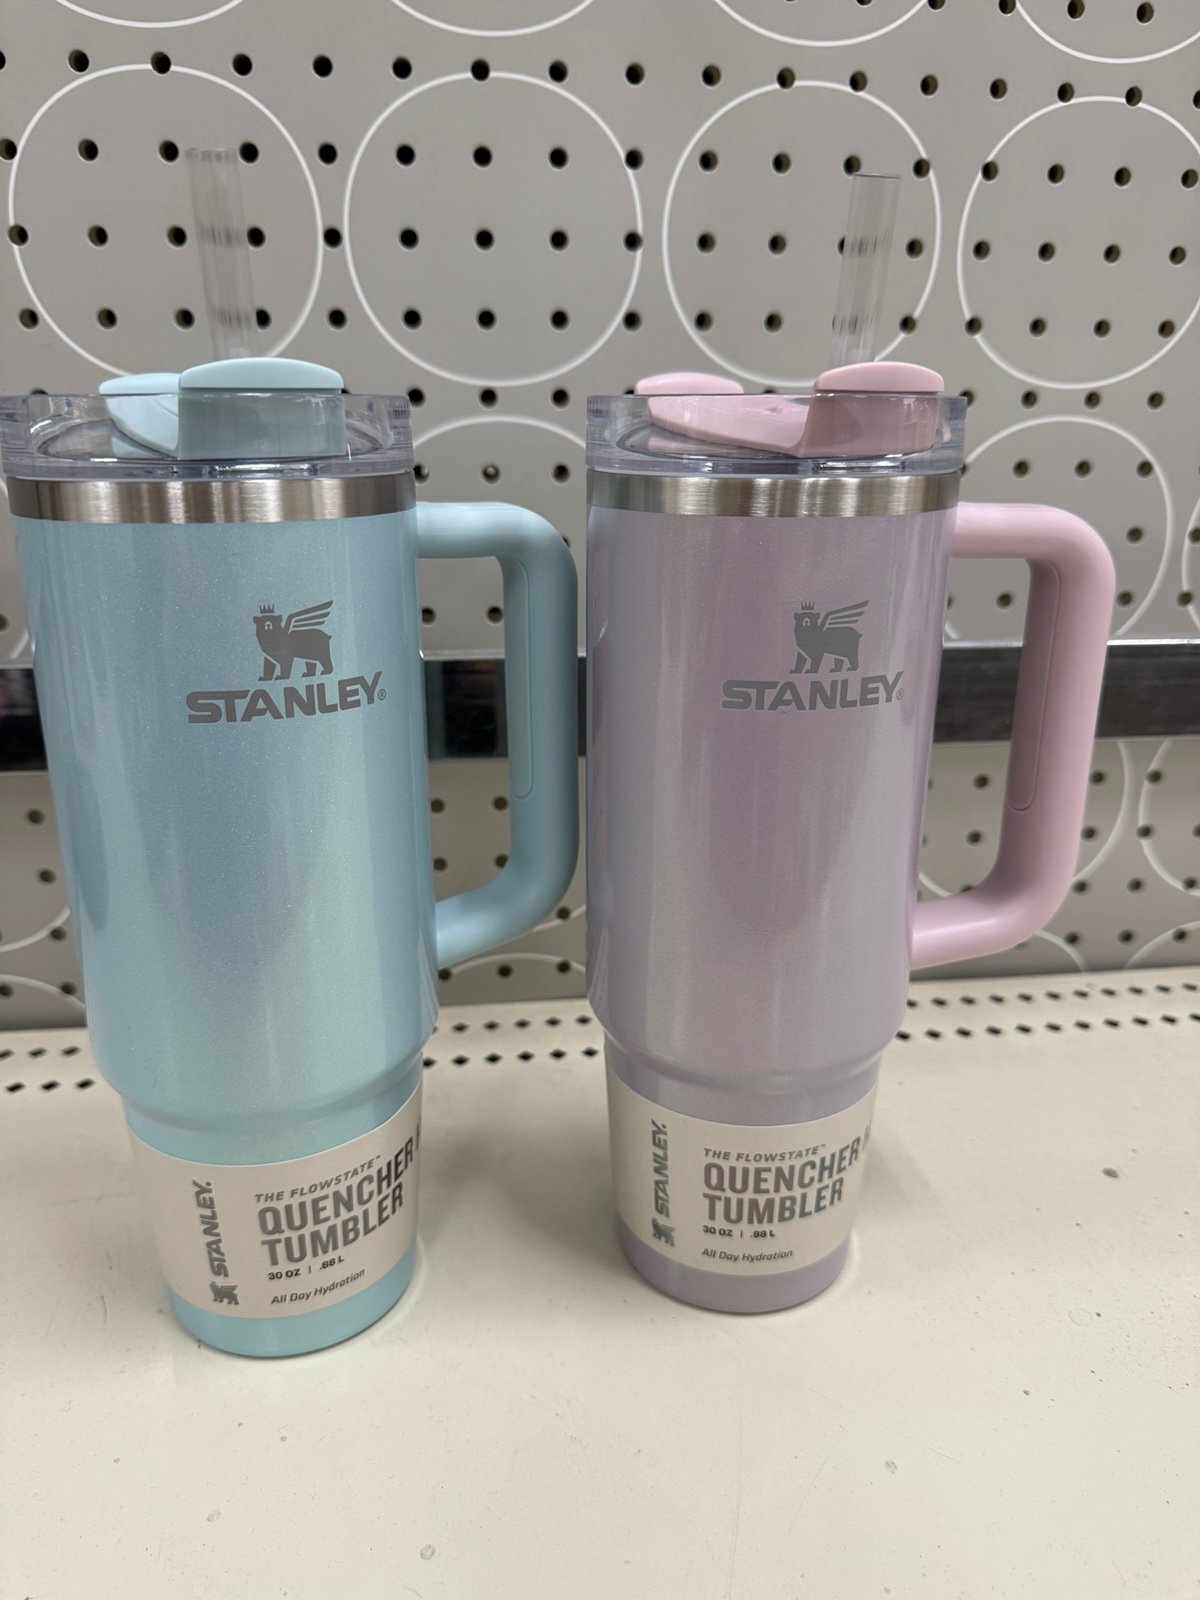 STANLEY®
STANLEY
THE FLOWSTATE™
QUENCHER
TUMBLER
30 OZ | .88 L
All Day Hydration
STANLEY®
STANLEY
THE FLOWSTATE™
QUENCHER
TUMBLER
30 OZ | .88 L
All Day Hydration